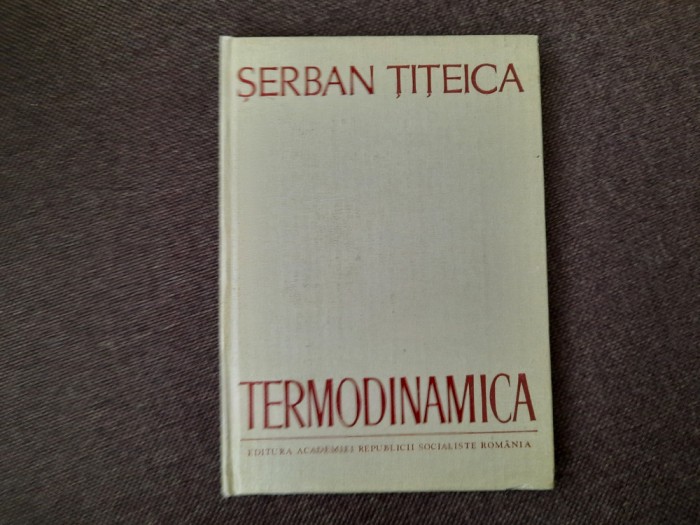 ȘERBAN ȚIȚEICA
TERMODINAMICA
EDITURA ACADEMIEI REPUBLICII SOCIALISTE ROMÂNIA